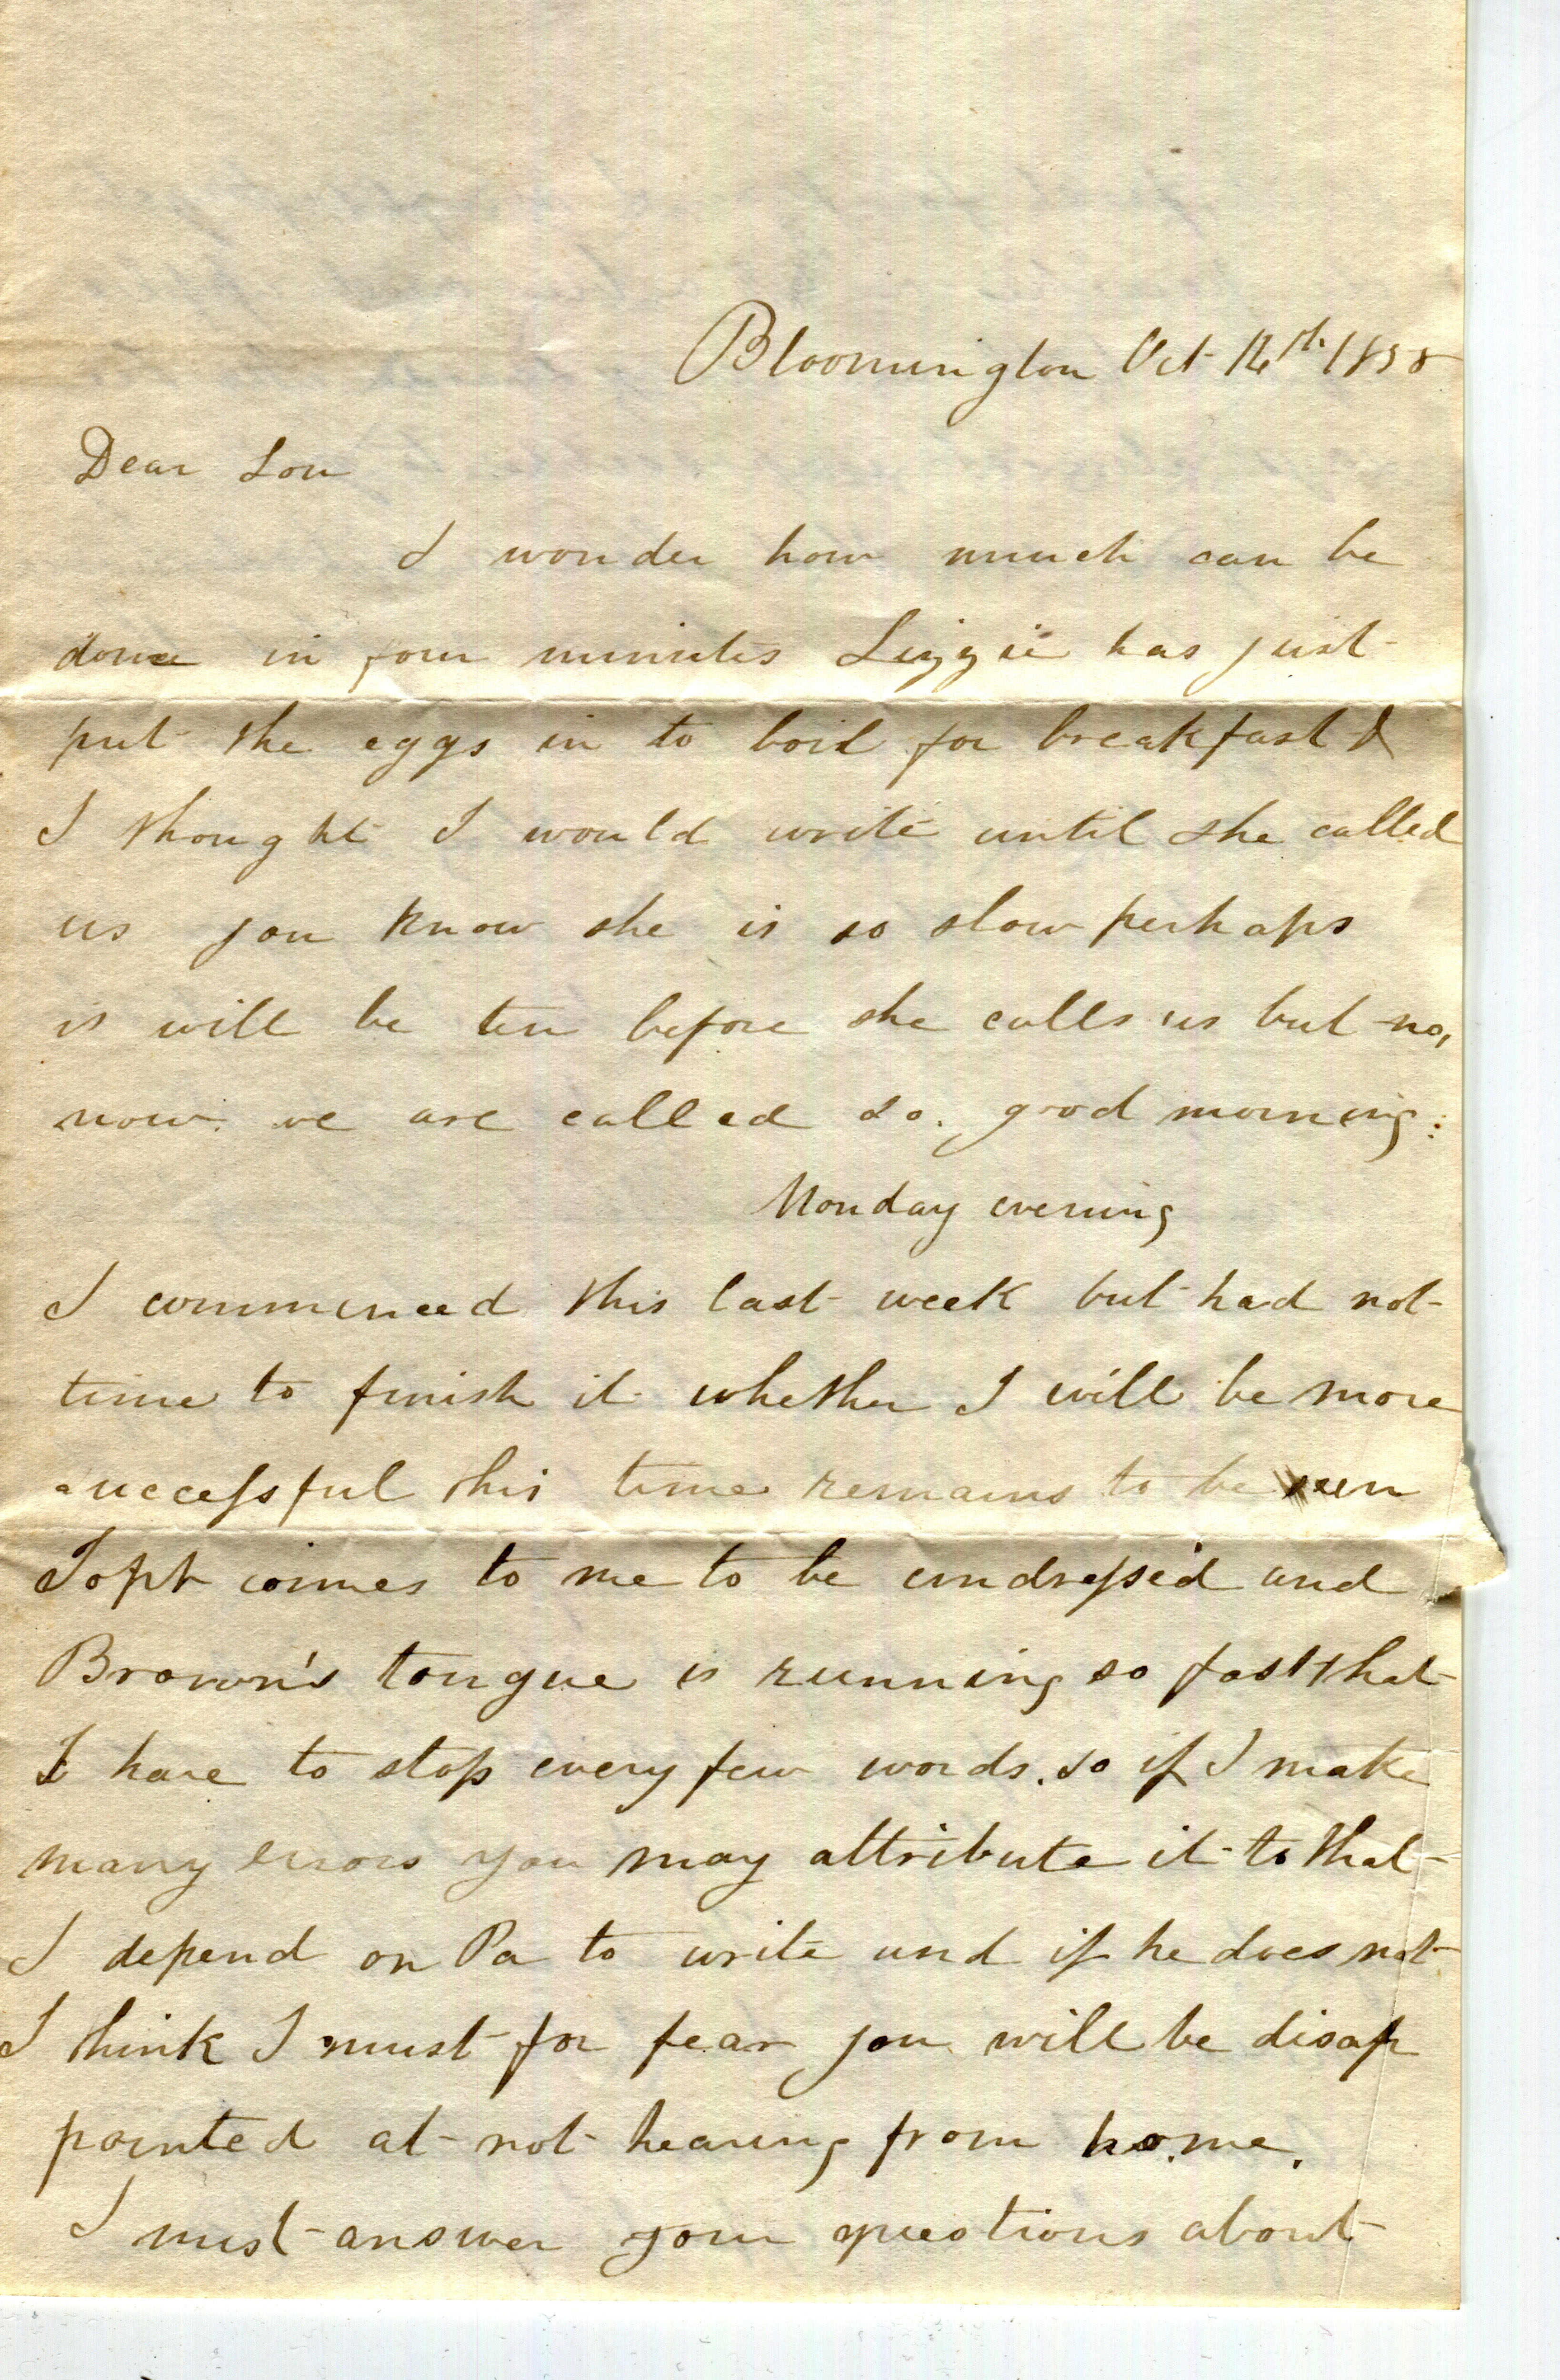 Bloomington Oct 1858
Dear Lou
I wonder how much can be
done in four minutes Lizzie has just
put the eggs in to boil for breakfast &
I thought I would write until she called
us you know she is so slow perhaps
is will be ten before she calls us but no,
now we are called so. good morning:
Monday evening
I commenced this last week but had not
time to finish it whether I will be more
successful this time remains to be seen
Topsy comes to me to be undressed and
Brown's tongue is running so fast that
I have to stop every few words. so if I make
many errors you may attribute it to that
I depend on Pa to write and if he does not
I think I must for fear you will be disap
pointed at not hearing from home.
I must answer your questions about